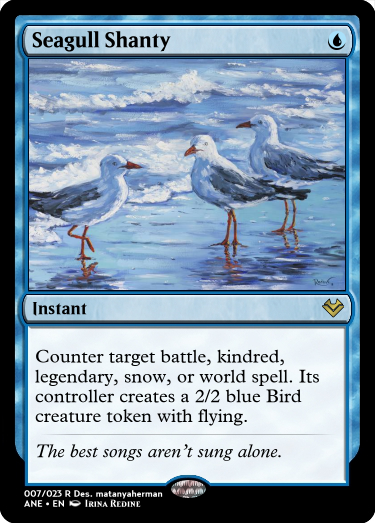 Seagull Shanty
Instant
Counter target battle, kindred,
legendary, snow, or world spell. Its
controller creates a 2/2 blue Bird
creature token with flying.
The best songs aren't sung alone.
007/023 R Des. matanyaherman
ANE • EN Irina Redine